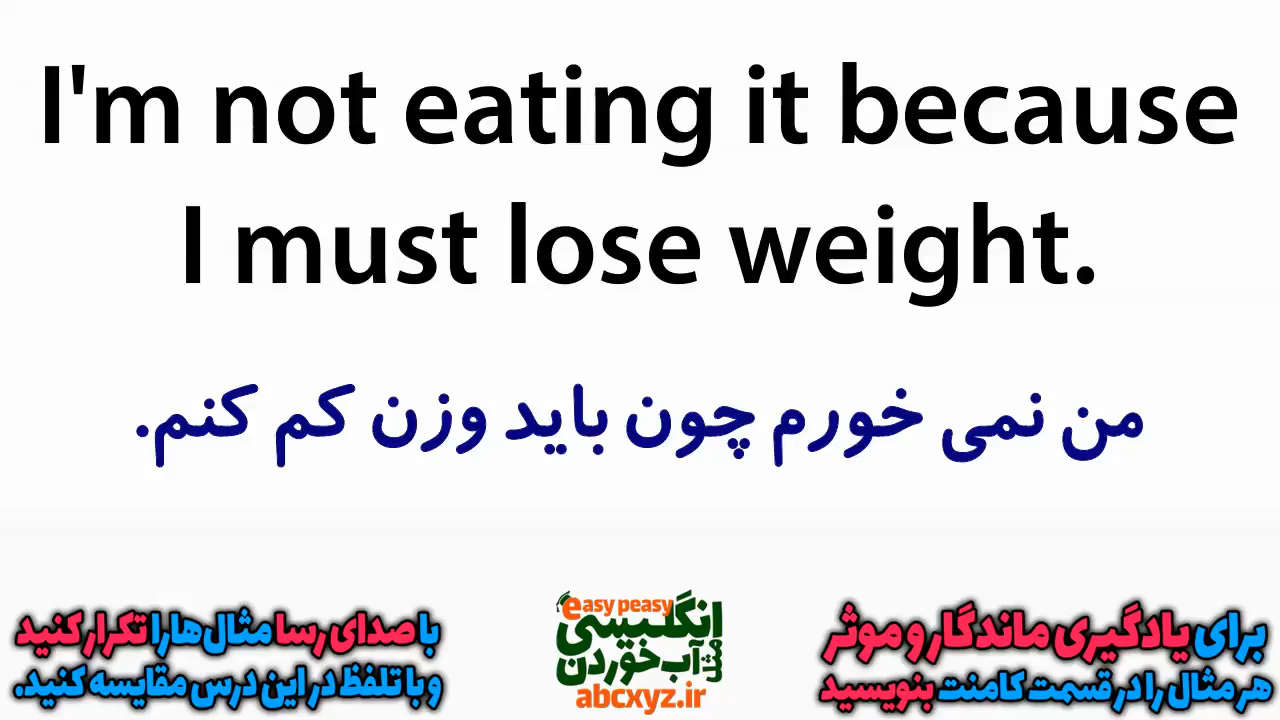 I'm not eating it because
I must lose weight.
من نمی خورم چون باید وزن کم کنم.
برای یادگیری ماندگار و موثر
هر مثال را در قسمت کامنت بنویسید
easy peasy
انگلیسی
مثل آب خوردن
abcxyz.ir
با صدای رسا مثال‌ها را تکرار کنید
و با تلفظ در این درس مقایسه کنید.